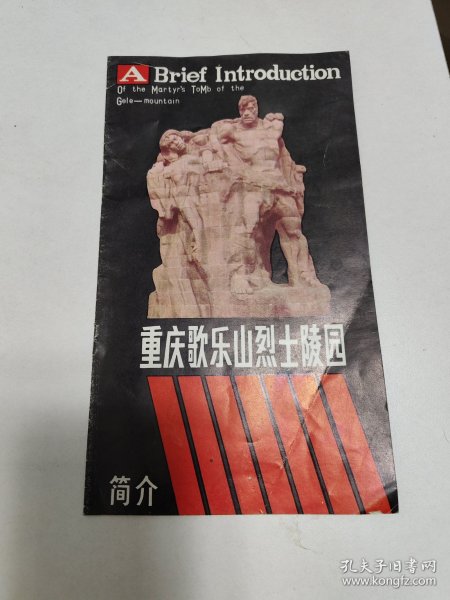 A Brief Introduction
Of the Martyr's ToMb of the
Gele—mountain
重庆歌乐山烈士陵园
简介
孔夫子旧书网
www.kongfz.com